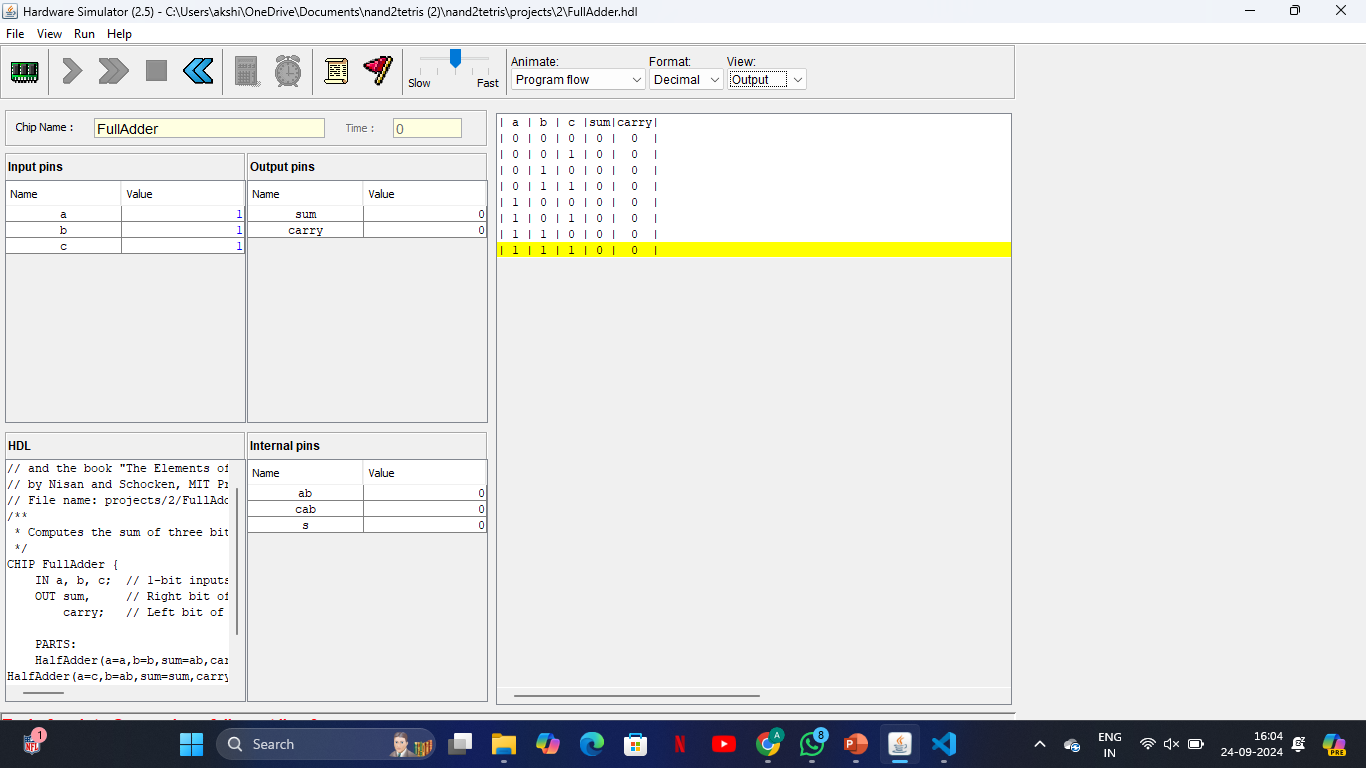 Hardware Simulator (2.5) - C:\Users\akshi\OneDrive\Documents\nand2tetris (2)\nand2tetris\projects\2\FullAdder.hdl
File View Run Help
Slow Fast
Animate: Format: View:
Program flow Decimal Output
Chip Name : FullAdder Time : 0
Input pins
Name Value
a 1
b 1
c 1
Output pins
Name Value
sum 0
carry 0
HDL
// and the book "The Elements of
// by Nisan and Schocken, MIT Pr
// File name: projects/2/FullAdd
/**
* Computes the sum of three bit
*/
CHIP FullAdder {
IN a, b, c; // 1-bit inputs
OUT sum, // Right bit of
carry; // Left bit of
PARTS:
HalfAdder(a=a,b=b,sum=ab,car
HalfAdder(a=c,b=ab,sum=sum,carry
Internal pins
Name Value
ab 0
cab 0
s 0
| a | b | c |sum|carry|
| 0 | 0 | 0 | 0 | 0 |
| 0 | 0 | 1 | 0 | 0 |
| 0 | 1 | 0 | 0 | 0 |
| 0 | 1 | 1 | 0 | 0 |
| 1 | 0 | 0 | 0 | 0 |
| 1 | 0 | 1 | 0 | 0 |
| 1 | 1 | 0 | 0 | 0 |
| 1 | 1 | 1 | 0 | 0 |
1
NFL
Search
A
8
ENG
IN
16:04
24-09-2024
PRE